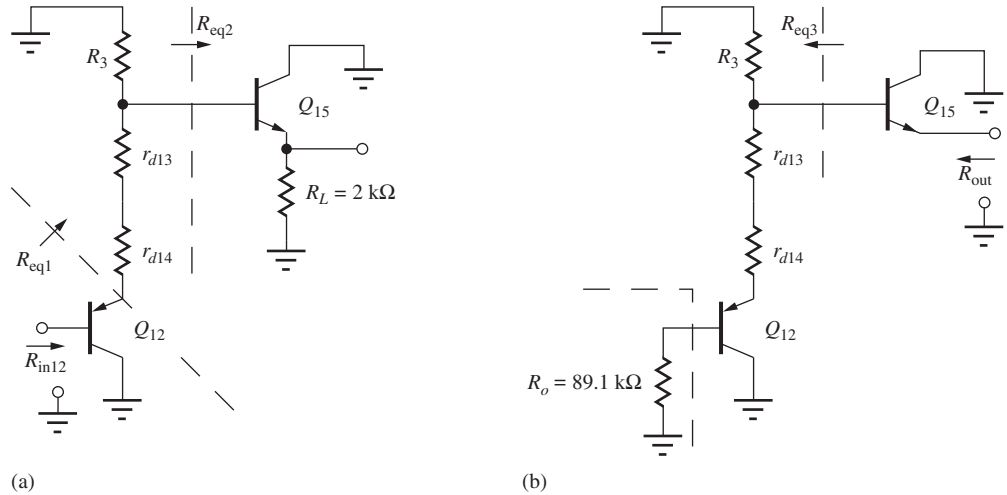 R_eq2
R_3
Q_15
r_d13
R_L = 2 kΩ
R_eq1
r_d14
Q_12
R_in12
(a)
R_eq3
R_3
Q_15
r_d13
R_out
r_d14
Q_12
R_o = 89.1 kΩ
(b)